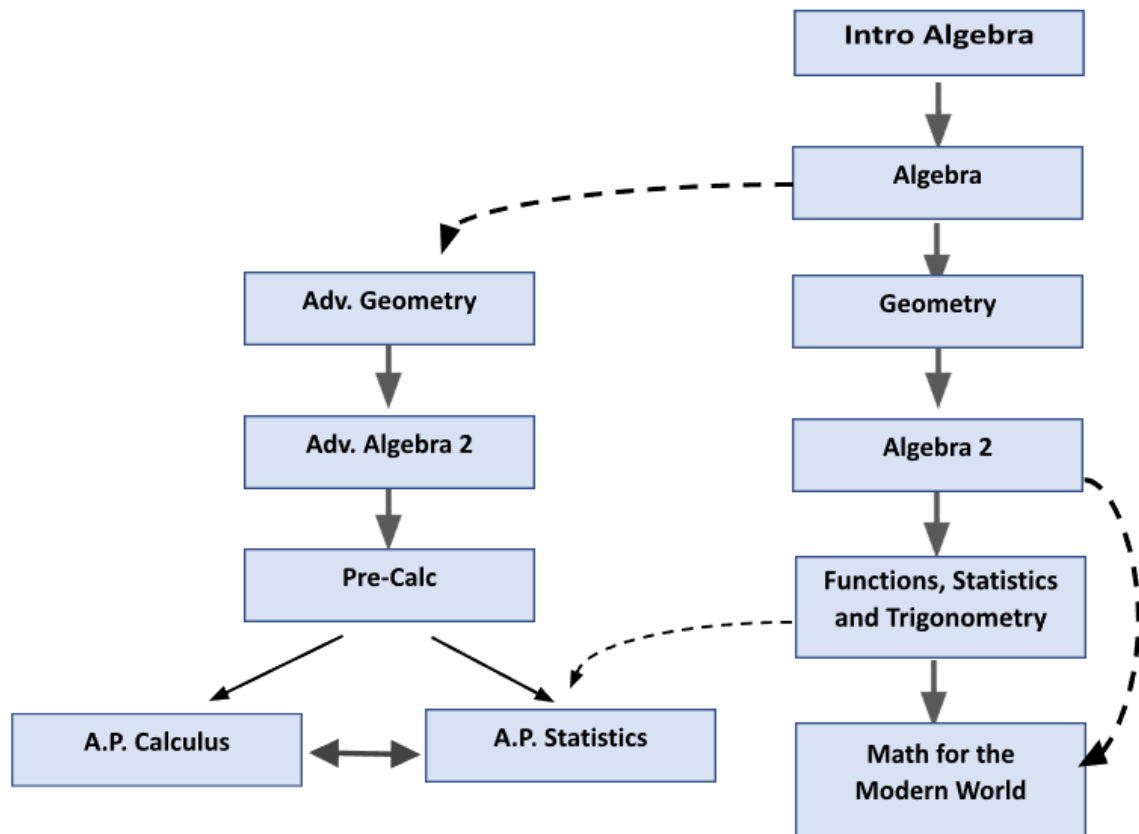 Intro Algebra
Algebra
Adv. Geometry
Geometry
Adv. Algebra 2
Algebra 2
Pre-Calc
Functions, Statistics
and Trigonometry
A.P. Calculus
A.P. Statistics
Math for the
Modern World